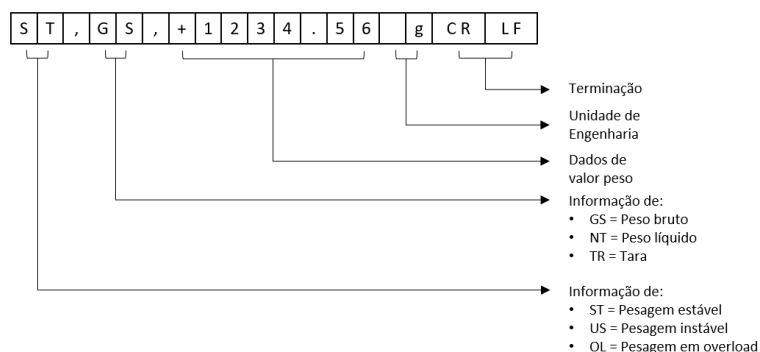 S T , G S , + 1 2 3 4 . 5 6 g CR LF
Terminação
Unidade de
Engenharia
Dados de
valor peso
Informação de:
• GS = Peso bruto
• NT = Peso líquido
• TR = Tara
Informação de:
• ST = Pesagem estável
• US = Pesagem instável
• OL = Pesagem em overload